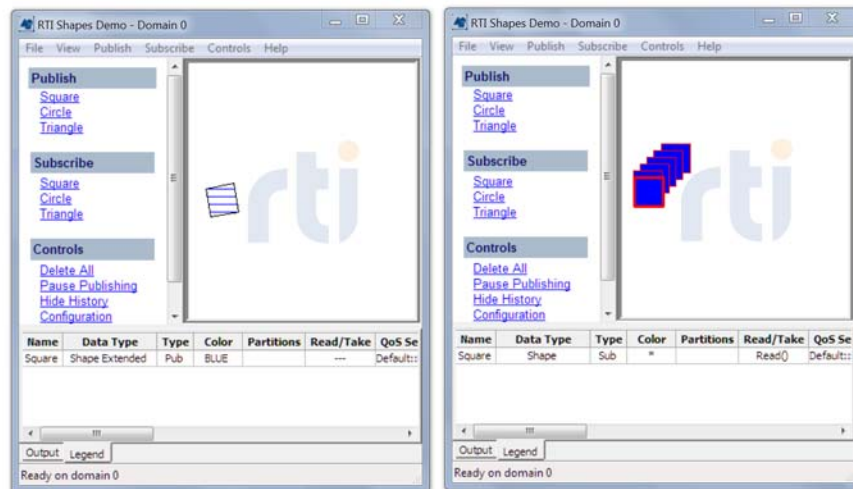 RTI Shapes Demo - Domain 0
File View Publish Subscribe Controls Help
Publish
Square
Circle
Triangle
Subscribe
Square
Circle
Triangle
Controls
Delete All
Pause Publishing
Hide History
Configuration
rti
Name Data Type Type Color Partitions Read/Take QoS Se
Square Shape Extended Pub BLUE --- Default::
Output Legend
Ready on domain 0
RTI Shapes Demo - Domain 0
File View Publish Subscribe Controls Help
Publish
Square
Circle
Triangle
Subscribe
Square
Circle
Triangle
Controls
Delete All
Pause Publishing
Hide History
Configuration
rti
Name Data Type Type Color Partitions Read/Take QoS Se
Square Shape Sub * Read() Default::
Output Legend
Ready on domain 0